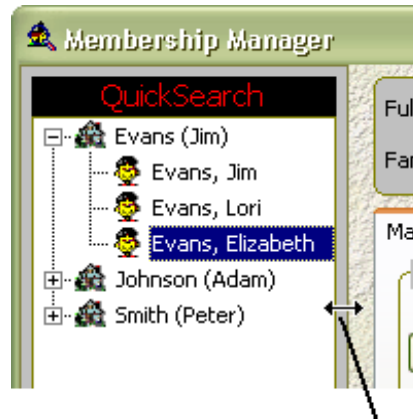 Membership Manager
QuickSearch
Ful
Evans (Jim)
Evans, Jim
Far
Evans, Lori
Evans, Elizabeth
Ma
Johnson (Adam)
Smith (Peter)